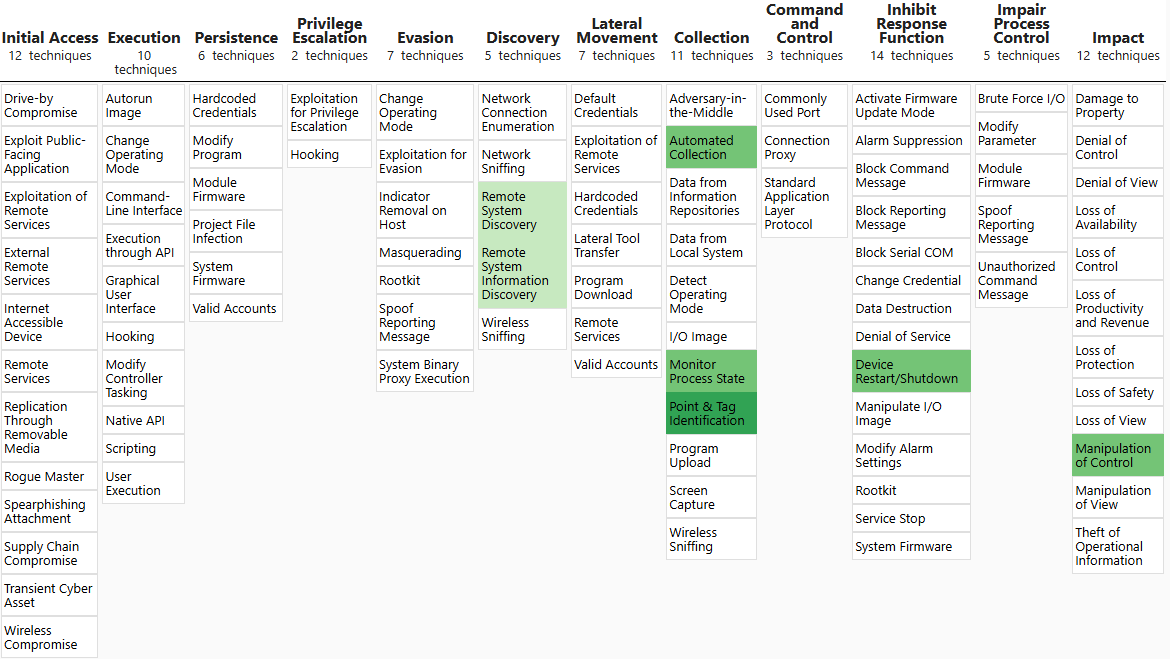 Initial Access
12 techniques
Drive-by
Compromise
Exploit Public-
Facing
Application
Exploitation of
Remote
Services
External
Remote
Services
Internet
Accessible
Device
Remote
Services
Replication
Through
Removable
Media
Rogue Master
Spearphishing
Attachment
Supply Chain
Compromise
Transient Cyber
Asset
Wireless
Compromise
Execution
10
techniques
Autorun
Image
Change
Operating
Mode
Command-
Line Interface
Execution
through API
Graphical
User
Interface
Hooking
Modify
Controller
Tasking
Native API
Scripting
User
Execution
Persistence
6 techniques
Hardcoded
Credentials
Modify
Program
Module
Firmware
Project File
Infection
System
Firmware
Valid Accounts
Privilege
Escalation
2 techniques
Exploitation
for Privilege
Escalation
Hooking
Evasion
7 techniques
Change
Operating
Mode
Exploitation for
Evasion
Indicator
Removal on
Host
Masquerading
Rootkit
Spoof
Reporting
Message
System Binary
Proxy Execution
Discovery
5 techniques
Network
Connection
Enumeration
Network
Sniffing
Remote
System
Discovery
Remote
System
Information
Discovery
Wireless
Sniffing
Lateral
Movement
7 techniques
Default
Credentials
Exploitation of
Remote
Services
Hardcoded
Credentials
Lateral Tool
Transfer
Program
Download
Remote
Services
Valid Accounts
Collection
11 techniques
Adversary-in-
the-Middle
Automated
Collection
Data from
Information
Repositories
Data from
Local System
Detect
Operating
Mode
I/O Image
Monitor
Process State
Point & Tag
Identification
Program
Upload
Screen
Capture
Wireless
Sniffing
Command
and
Control
3 techniques
Commonly
Used Port
Connection
Proxy
Standard
Application
Layer
Protocol
Inhibit
Response
Function
14 techniques
Activate Firmware
Update Mode
Alarm Suppression
Block Command
Message
Block Reporting
Message
Block Serial COM
Change Credential
Data Destruction
Denial of Service
Device
Restart/Shutdown
Manipulate I/O
Image
Modify Alarm
Settings
Rootkit
Service Stop
System Firmware
Impair
Process
Control
5 techniques
Brute Force I/O
Modify
Parameter
Module
Firmware
Spoof
Reporting
Message
Unauthorized
Command
Message
Impact
12 techniques
Damage to
Property
Denial of
Control
Denial of View
Loss of
Availability
Loss of
Control
Loss of
Productivity
and Revenue
Loss of
Protection
Loss of Safety
Loss of View
Manipulation
of Control
Manipulation
of View
Theft of
Operational
Information